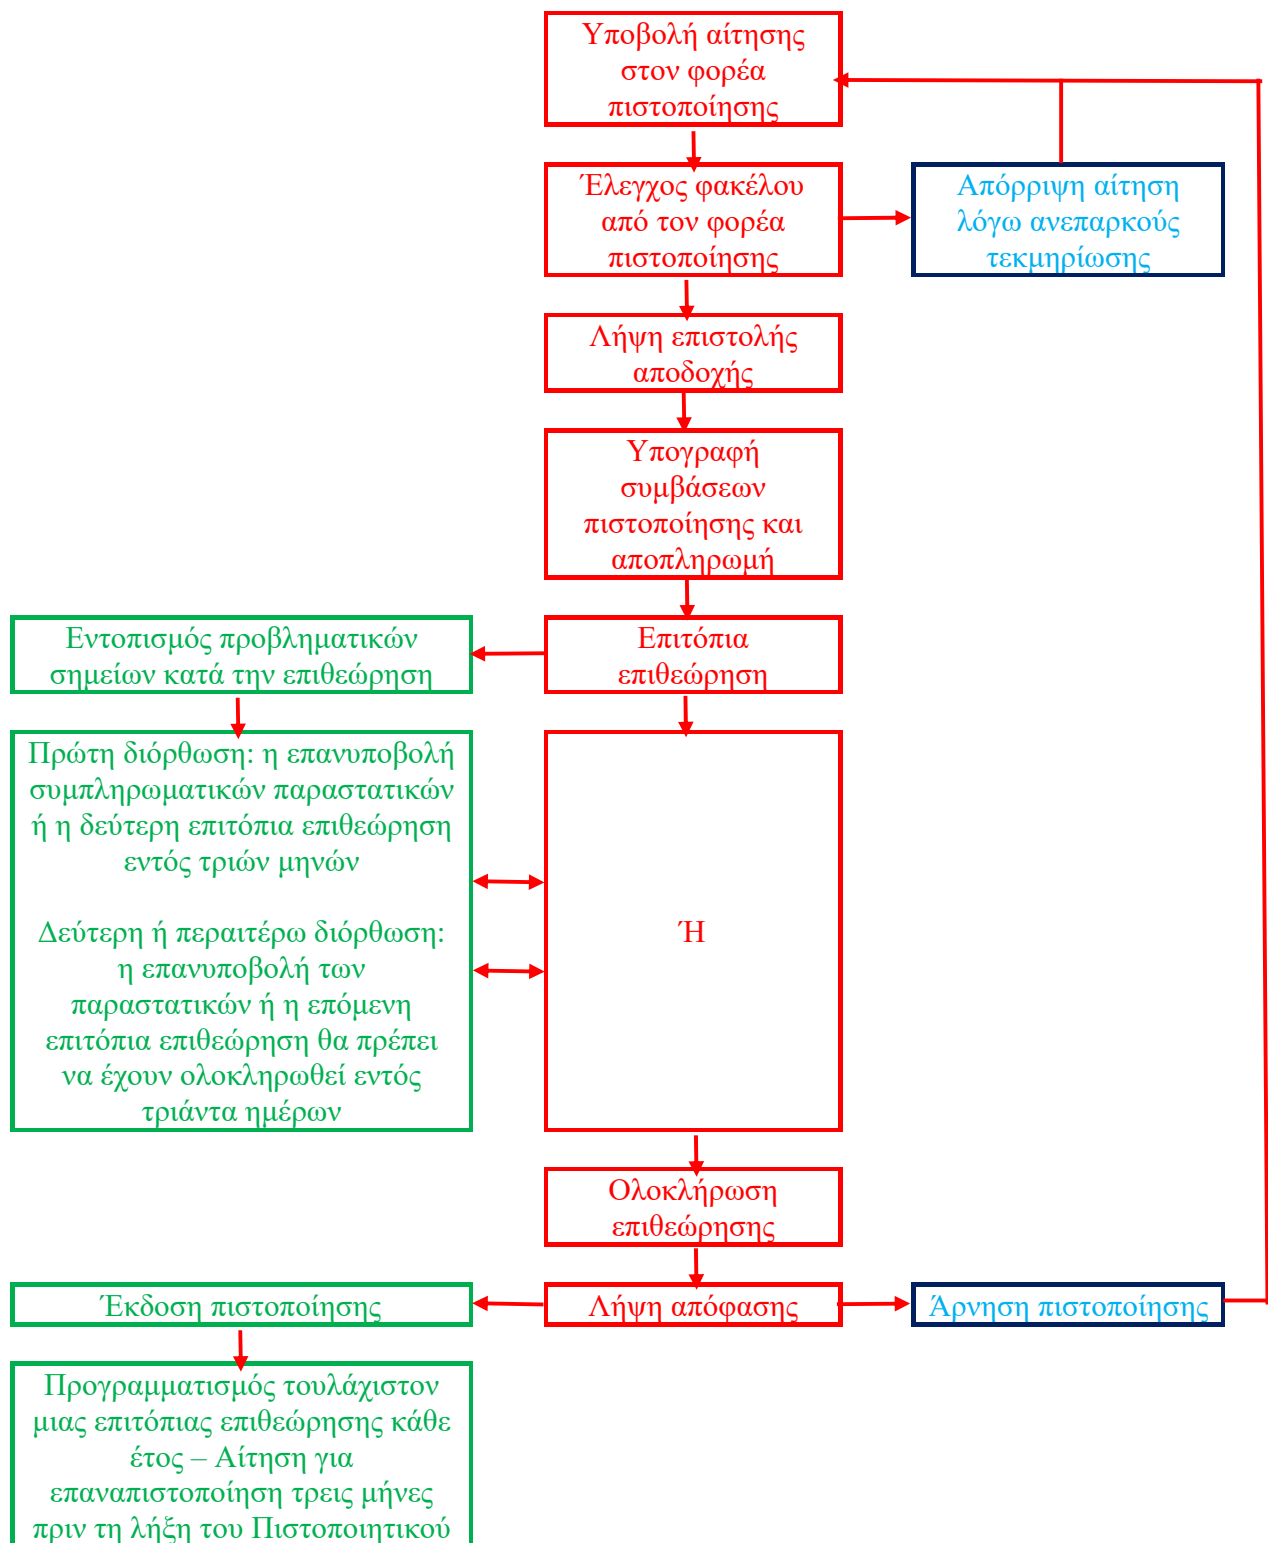 Υποβολή αίτησης
στον φορέα
πιστοποίησης
Έλεγχος φακέλου
από τον φορέα
πιστοποίησης
Απόρριψη αίτηση
λόγω ανεπαρκούς
τεκμηρίωσης
Λήψη επιστολής
αποδοχής
Υπογραφή
συμβάσεων
πιστοποίησης και
αποπληρωμή
Εντοπισμός προβληματικών
σημείων κατά την επιθεώρηση
Επιτόπια
επιθεώρηση
Πρώτη διόρθωση: η επανυποβολή
συμπληρωματικών παραστατικών
ή η δεύτερη επιτόπια επιθεώρηση
εντός τριών μηνών
Δεύτερη ή περαιτέρω διόρθωση:
η επανυποβολή των
παραστατικών ή η επόμενη
επιτόπια επιθεώρηση θα πρέπει
να έχουν ολοκληρωθεί εντός
τριάντα ημέρων
Ή
Ολοκλήρωση
επιθεώρησης
Έκδοση πιστοποίησης
Λήψη απόφασης
Άρνηση πιστοποίησης
Προγραμματισμός τουλάχιστον
μιας επιτόπιας επιθεώρησης κάθε
έτος – Αίτηση για
επαναπιστοποίηση τρεις μήνες
πριν τη λήξη του Πιστοποιητικού